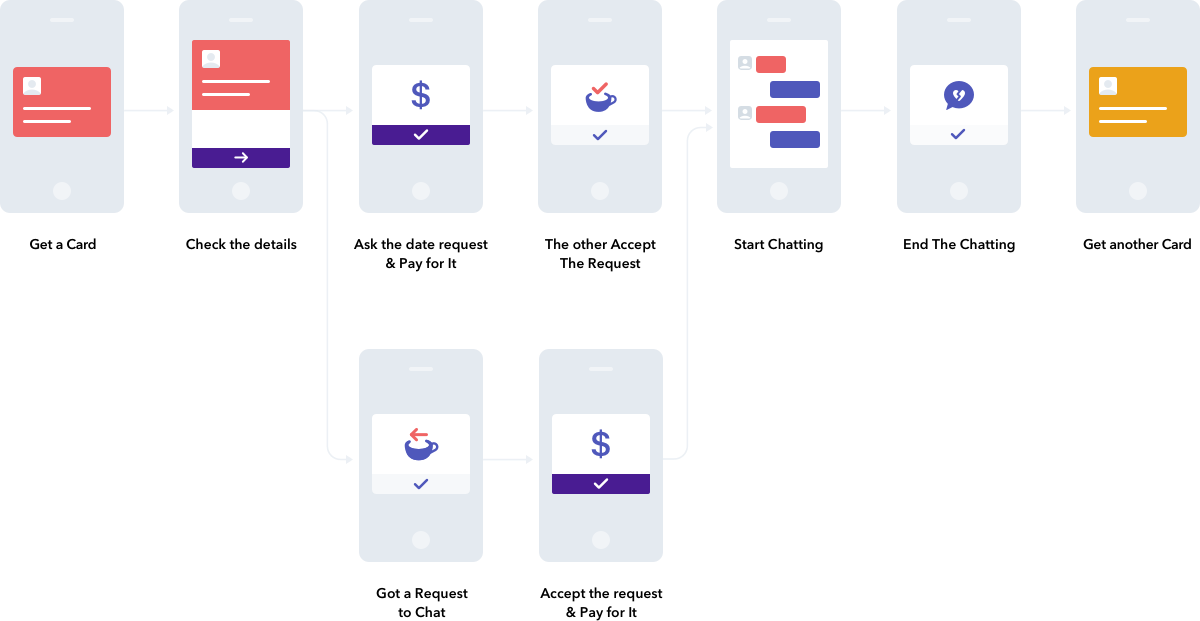 Get a Card
Check the details
Ask the date request
& Pay for It
The other Accept
The Request
Start Chatting
End The Chatting
Get another Card
$
Got a Request
to Chat
Accept the request
& Pay for It
$